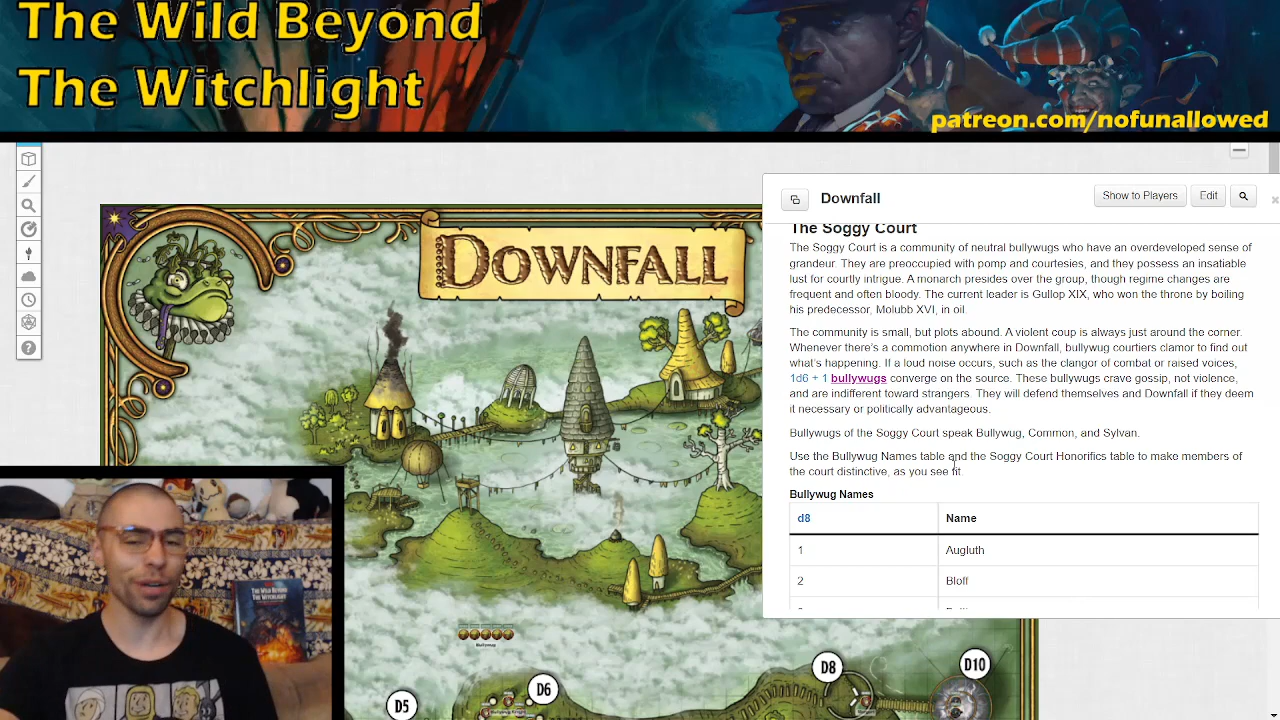 The Wild Beyond
The Witchlight
patreon.com/nofunallowed
Downfall
Show to Players
Edit
The Soggy Court
The Soggy Court is a community of neutral bullywugs who have an overdeveloped sense of
grandeur. They are preoccupied with pomp and courtesies, and they possess an insatiable
lust for courtly intrigue. A monarch presides over the group, though regime changes are
frequent and often bloody. The current leader is Gullop XIX, who won the throne by boiling
his predecessor, Molubb XVI, in oil.
The community is small, but plots abound. A violent coup is always just around the corner.
Whenever there's a commotion anywhere in Downfall, bullywug courtiers clamor to find out
what's happening. If a loud noise occurs, such as the clangor of combat or raised voices,
1d6 + 1 bullywugs converge on the source. These bullywugs crave gossip, not violence,
and are indifferent toward strangers. They will defend themselves and Downfall if they deem
it necessary or politically advantageous.
Bullywugs of the Soggy Court speak Bullywug, Common, and Sylvan.
Use the Bullywug Names table and the Soggy Court Honorifics table to make members of
the court distinctive, as you see fit.
Bullywug Names
d8 Name
1 Augluth
2 Bloff
DOWNFALL
Bullywug
D5
D6
Bullywug Knight
D8
D10
THE WILD BEYOND
THE WITCHLIGHT